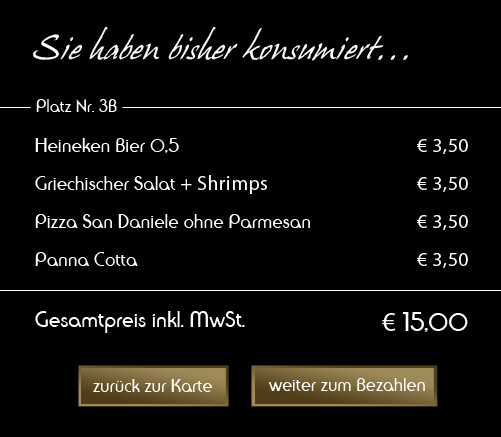 Sie haben bisher konsumiert...
Platz Nr. 3B
Heineken Bier 0,5 € 3,50
Griechischer Salat + Shrimps € 3,50
Pizza San Daniele ohne Parmesan € 3,50
Panna Cotta € 3,50
Gesamtpreis inkl. MwSt. € 15,00
zurück zur Karte weiter zum Bezahlen